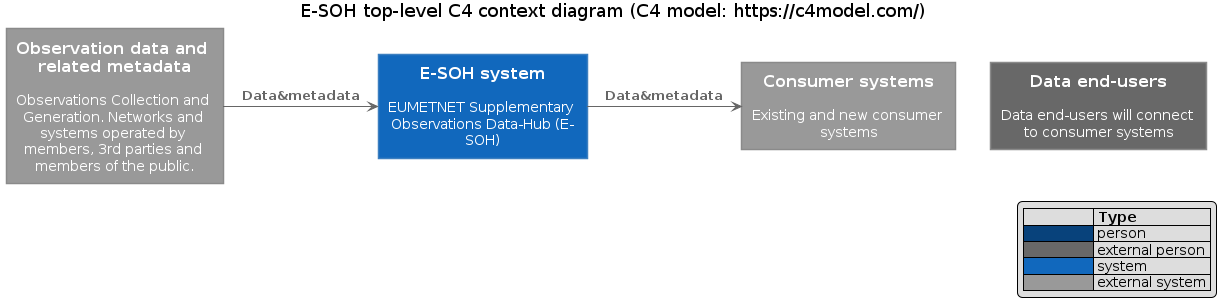 E-SOH top-level C4 context diagram (C4 model: https://c4model.com/)
Observation data and
related metadata
Observations Collection and
Generation. Networks and
systems operated by
members, 3rd parties and
members of the public.
Data&metadata
E-SOH system
EUMETNET Supplementary
Observations Data-Hub (E-
SOH)
Data&metadata
Consumer systems
Existing and new consumer
systems
Data end-users
Data end-users will connect
to consumer systems
Type
person
external person
system
external system